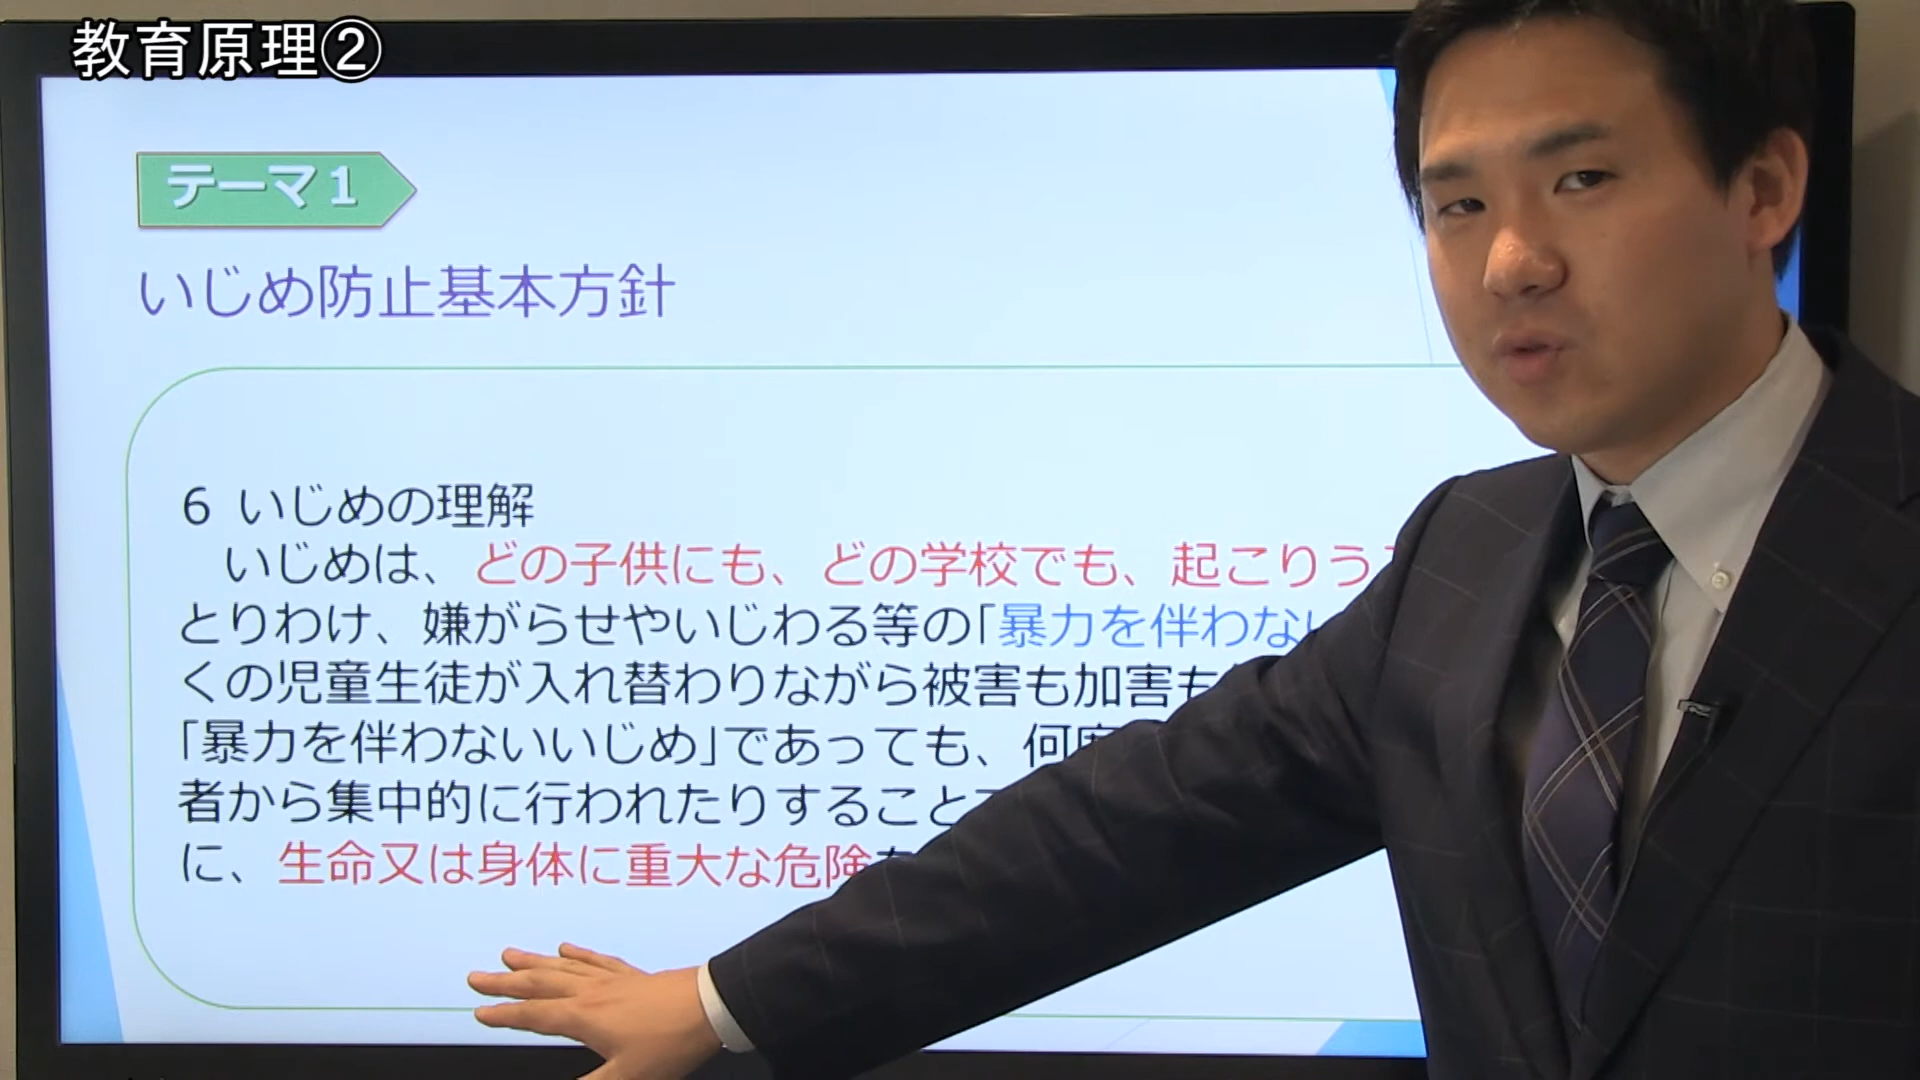 教育原理②
テーマ1
いじめ防止基本方針
6 いじめの理解
いじめは、どの子供にも、どの学校でも、起こりう
とりわけ、嫌がらせやいじわる等の「暴力を伴わな
くの児童生徒が入れ替わりながら被害も加害も
「暴力を伴わないいじめ」であっても、何度
者から集中的に行われたりすること
に、生命又は身体に重大な危険